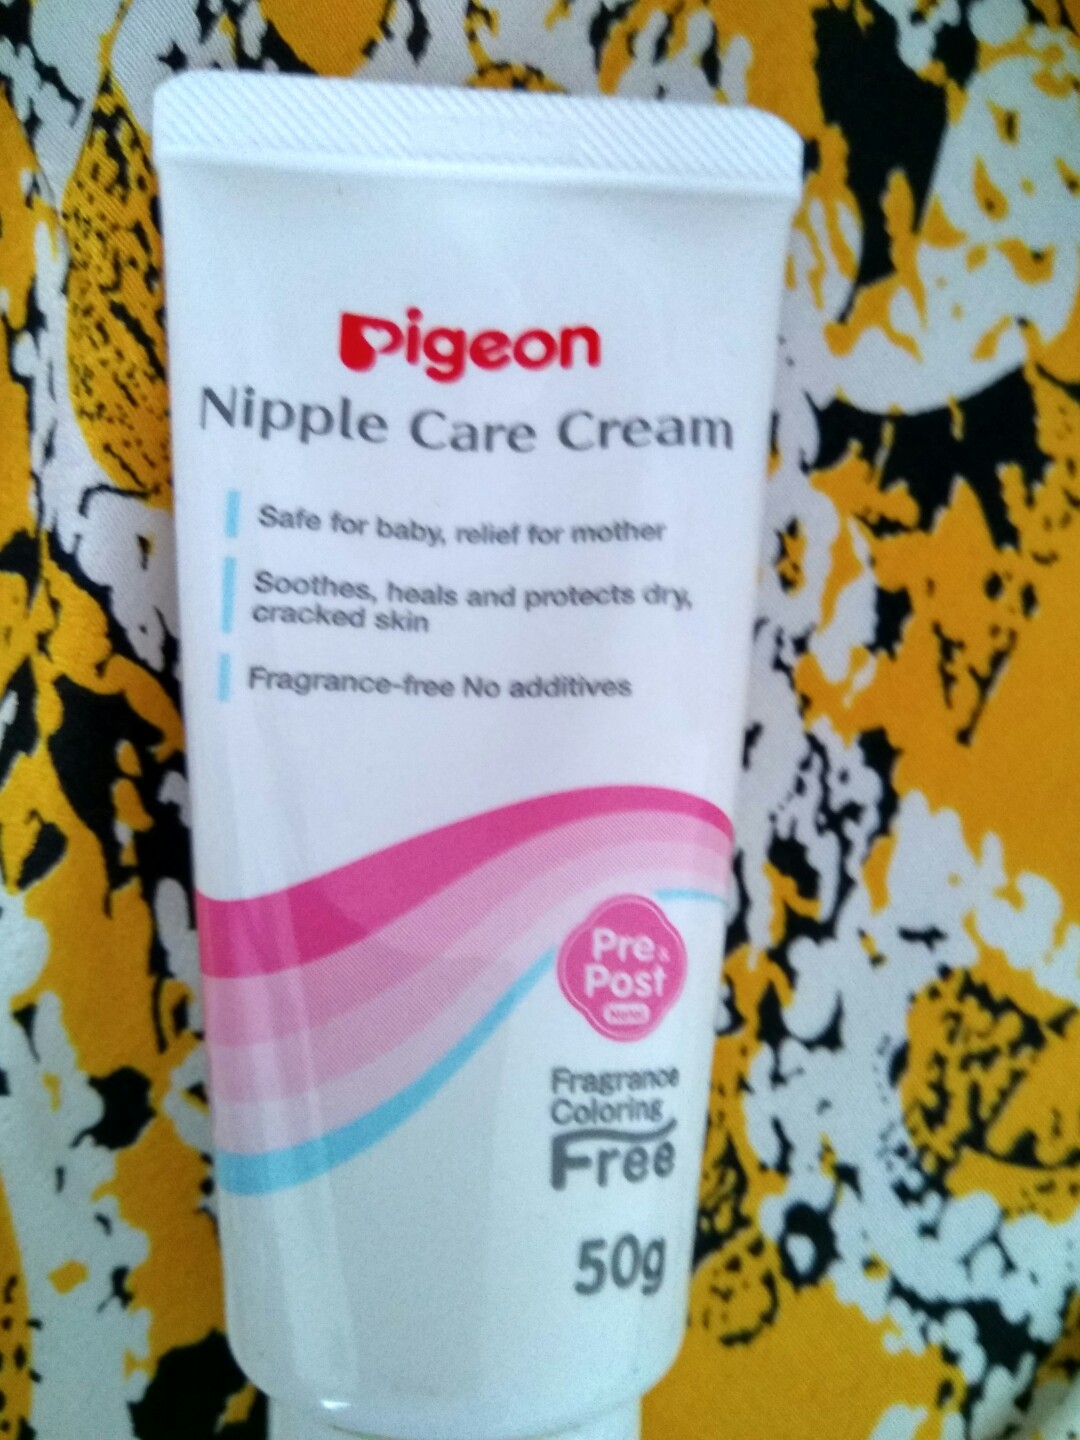 Pigeon
Nipple Care Cream
Safe for baby, relief for mother
Soothes, heals and protects dry,
cracked skin
Fragrance-free No additives
Pre &
Post
Natal
Fragrance
Coloring
Free
50g